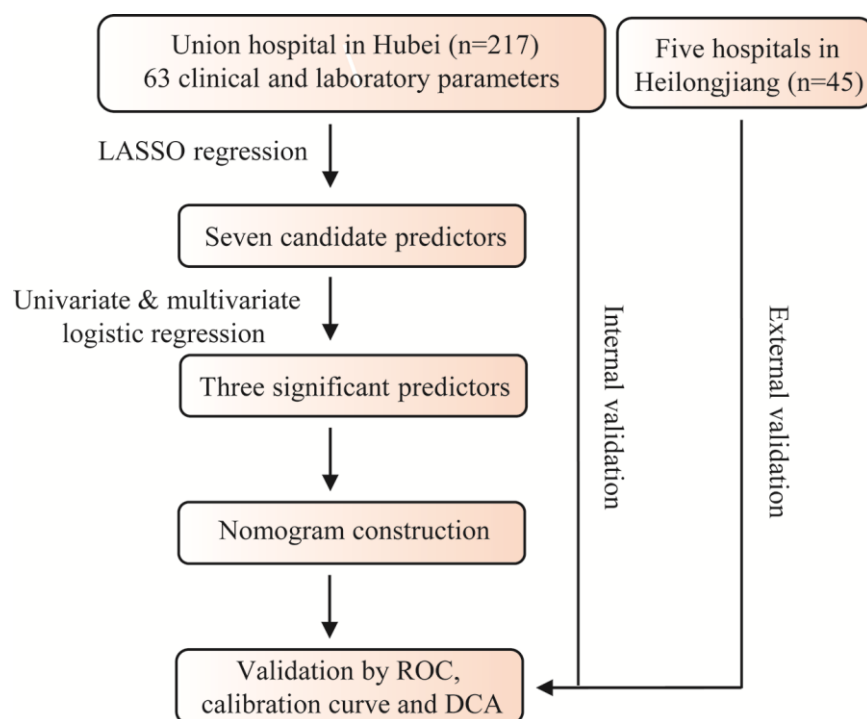 Union hospital in Hubei (n=217)
63 clinical and laboratory parameters
Five hospitals in
Heilongjiang (n=45)
LASSO regression
Seven candidate predictors
Univariate & multivariate
logistic regression
Three significant predictors
Internal validation
External validation
Nomogram construction
Validation by ROC,
calibration curve and DCA